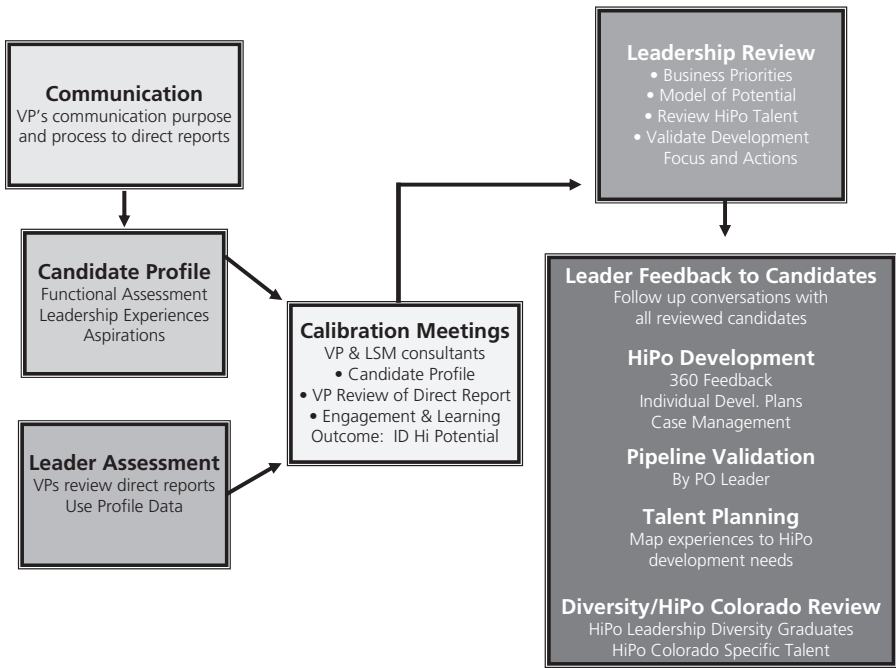 Communication
VP's communication purpose
and process to direct reports
Candidate Profile
Functional Assessment
Leadership Experiences
Aspirations
Leader Assessment
VPs review direct reports
Use Profile Data
Calibration Meetings
VP & LSM consultants
• Candidate Profile
• VP Review of Direct Report
• Engagement & Learning
Outcome: ID Hi Potential
Leadership Review
• Business Priorities
• Model of Potential
• Review HiPo Talent
• Validate Development
Focus and Actions
Leader Feedback to Candidates
Follow up conversations with
all reviewed candidates
HiPo Development
360 Feedback
Individual Devel. Plans
Case Management
Pipeline Validation
By PO Leader
Talent Planning
Map experiences to HiPo
development needs
Diversity/HiPo Colorado Review
HiPo Leadership Diversity Graduates
HiPo Colorado Specific Talent